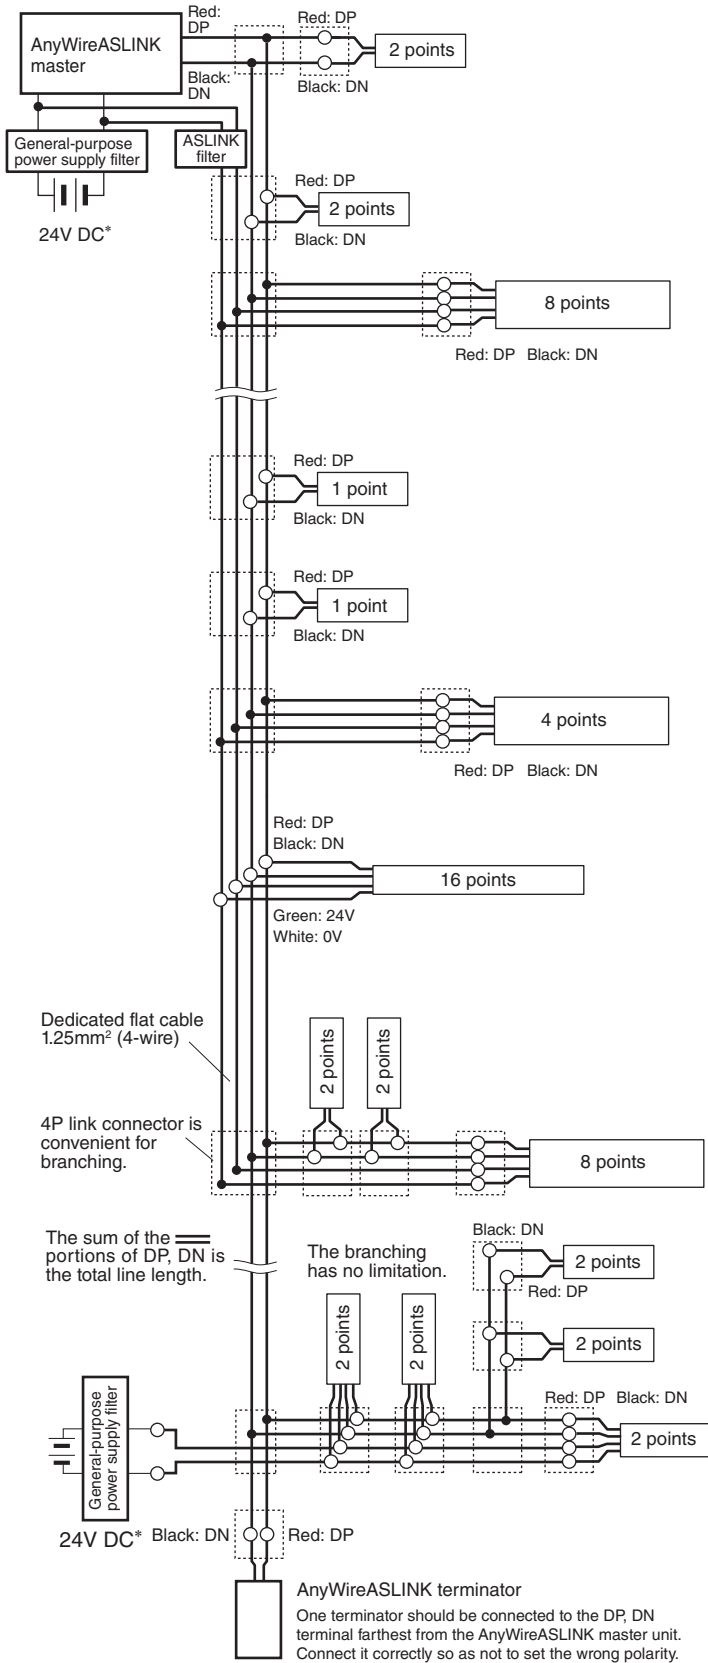 Red:
DP
Red: DP
AnyWireASLINK
master
2 points
Black:
DN
Black: DN
General-purpose
power supply filter
ASLINK
filter
24V DC*
Red: DP
2 points
Black: DN
8 points
Red: DP Black: DN
Red: DP
1 point
Black: DN
Red: DP
1 point
Black: DN
4 points
Red: DP Black: DN
Red: DP
Black: DN
16 points
Green: 24V
White: 0V
Dedicated flat cable
1.25mm² (4-wire)
2 points
2 points
4P link connector is
convenient for
branching.
8 points
The sum of the
portions of DP, DN is
the total line length.
The branching
has no limitation.
Black: DN
2 points
Red: DP
2 points
2 points
2 points
Red: DP Black: DN
2 points
General-purpose
power supply filter
24V DC*
Black: DN
Red: DP
AnyWireASLINK terminator
One terminator should be connected to the DP, DN
terminal farthest from the AnyWireASLINK master unit.
Connect it correctly so as not to set the wrong polarity.